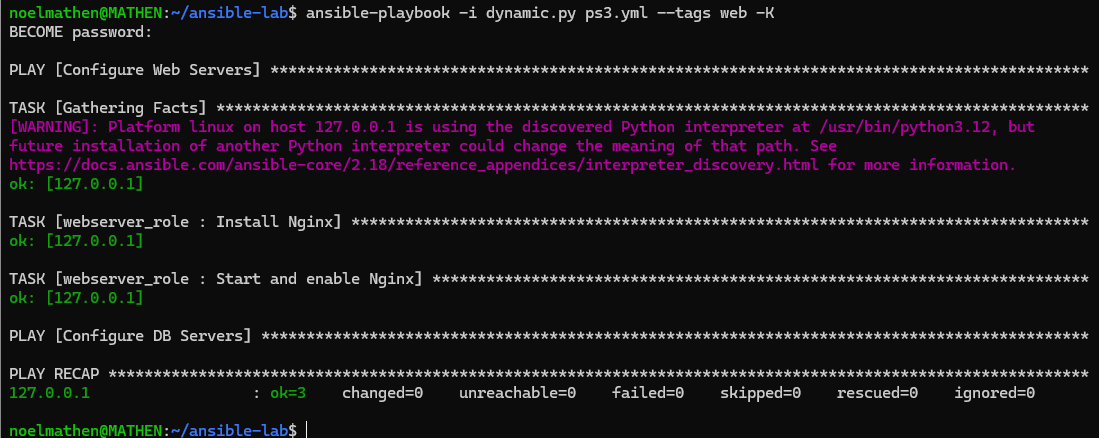 noelmathen@MATHEN:~/ansible-lab$ ansible-playbook -i dynamic.py ps3.yml --tags web -K
BECOME password:
PLAY [Configure Web Servers] *******************************************************************************************
TASK [Gathering Facts] *************************************************************************************************
[WARNING]: Platform linux on host 127.0.0.1 is using the discovered Python interpreter at /usr/bin/python3.12, but
future installation of another Python interpreter could change the meaning of that path. See
https://docs.ansible.com/ansible-core/2.18/reference_appendices/interpreter_discovery.html for more information.
ok: [127.0.0.1]
TASK [webserver_role : Install Nginx] **********************************************************************************
ok: [127.0.0.1]
TASK [webserver_role : Start and enable Nginx] *************************************************************************
ok: [127.0.0.1]
PLAY [Configure DB Servers] ********************************************************************************************
PLAY RECAP *************************************************************************************************************
127.0.0.1                  : ok=3    changed=0    unreachable=0    failed=0    skipped=0    rescued=0    ignored=0
noelmathen@MATHEN:~/ansible-lab$